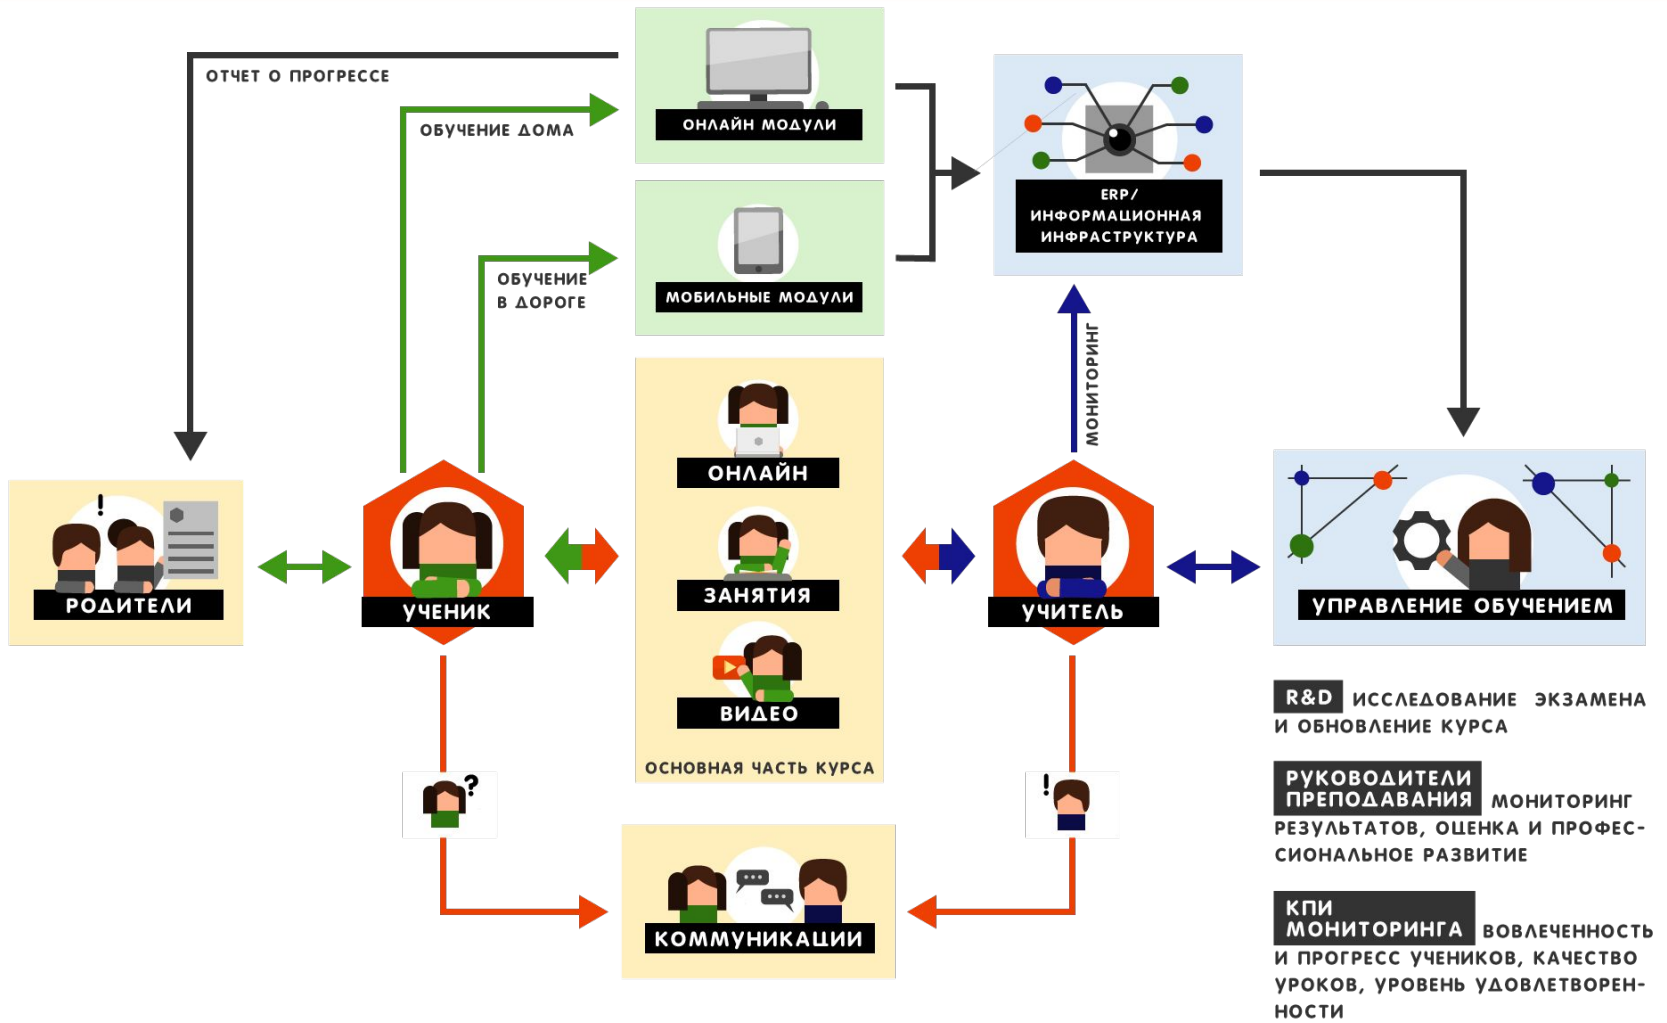 ОТЧЕТ О ПРОГРЕССЕ
ОБУЧЕНИЕ ДОМА
ОНЛАЙН МОДУЛИ
ОБУЧЕНИЕ
В ДОРОГЕ
МОБИЛЬНЫЕ МОДУЛИ
ERP/
ИНФОРМАЦИОННАЯ
ИНФРАСТРУКТУРА
МОНИТОРИНГ
!
РОДИТЕЛИ
УЧЕНИК
ОНЛАЙН
ЗАНЯТИЯ
ВИДЕО
ОСНОВНАЯ ЧАСТЬ КУРСА
УЧИТЕЛЬ
УПРАВЛЕНИЕ ОБУЧЕНИЕМ
?
!
КОММУНИКАЦИИ
R&D ИССЛЕДОВАНИЕ ЭКЗАМЕНА
И ОБНОВЛЕНИЕ КУРСА
РУКОВОДИТЕЛИ
ПРЕПОДАВАНИЯ МОНИТОРИНГ
РЕЗУЛЬТАТОВ, ОЦЕНКА И ПРОФЕС-
СИОНАЛЬНОЕ РАЗВИТИЕ
КПИ
МОНИТОРИНГА ВОВЛЕЧЕННОСТЬ
И ПРОГРЕСС УЧЕНИКОВ, КАЧЕСТВО
УРОКОВ, УРОВЕНЬ УДОВЛЕТВОРЕН-
НОСТИ